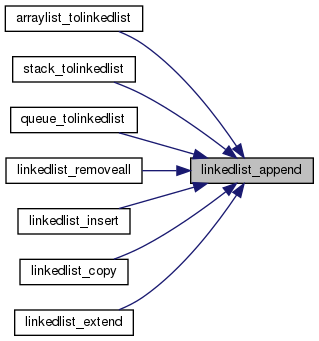 arraylist_tolinkedlist
stack_tolinkedlist
queue_tolinkedlist
linkedlist_removeall
linkedlist_append
linkedlist_insert
linkedlist_copy
linkedlist_extend